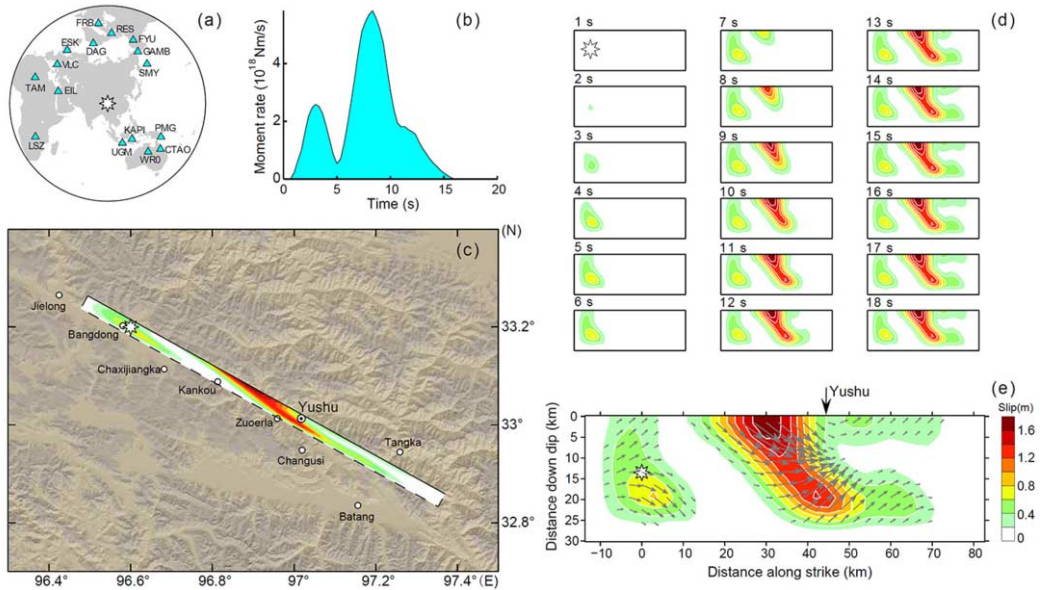 (a)
FRB
RES
ESK
FYU
DAG
GAMB
VLC
SMY
TAM
EIL
KAPI
PMG
LSZ
UGM
CTAO
WR0
(b)
Moment rate (10^18 Nm/s)
4
2
0
0 5 10 15 20
Time (s)
(c)
(N)
Jielong
Bangdong
Chaxijiangka
Kankou
Yushu
Zuoerla
Tangka
Changusi
Batang
33.2°
33°
32.8°
96.4° 96.6° 96.8° 97° 97.2° 97.4° (E)
(d)
1 s
2 s
3 s
4 s
5 s
6 s
7 s
8 s
9 s
10 s
11 s
12 s
13 s
14 s
15 s
16 s
17 s
18 s
(e)
Yushu
Distance down dip (km)
0
5
10
15
20
25
30
−10 0 10 20 30 40 50 60 70 80
Distance along strike (km)
Slip(m)
1.6
1.2
0.8
0.4
0